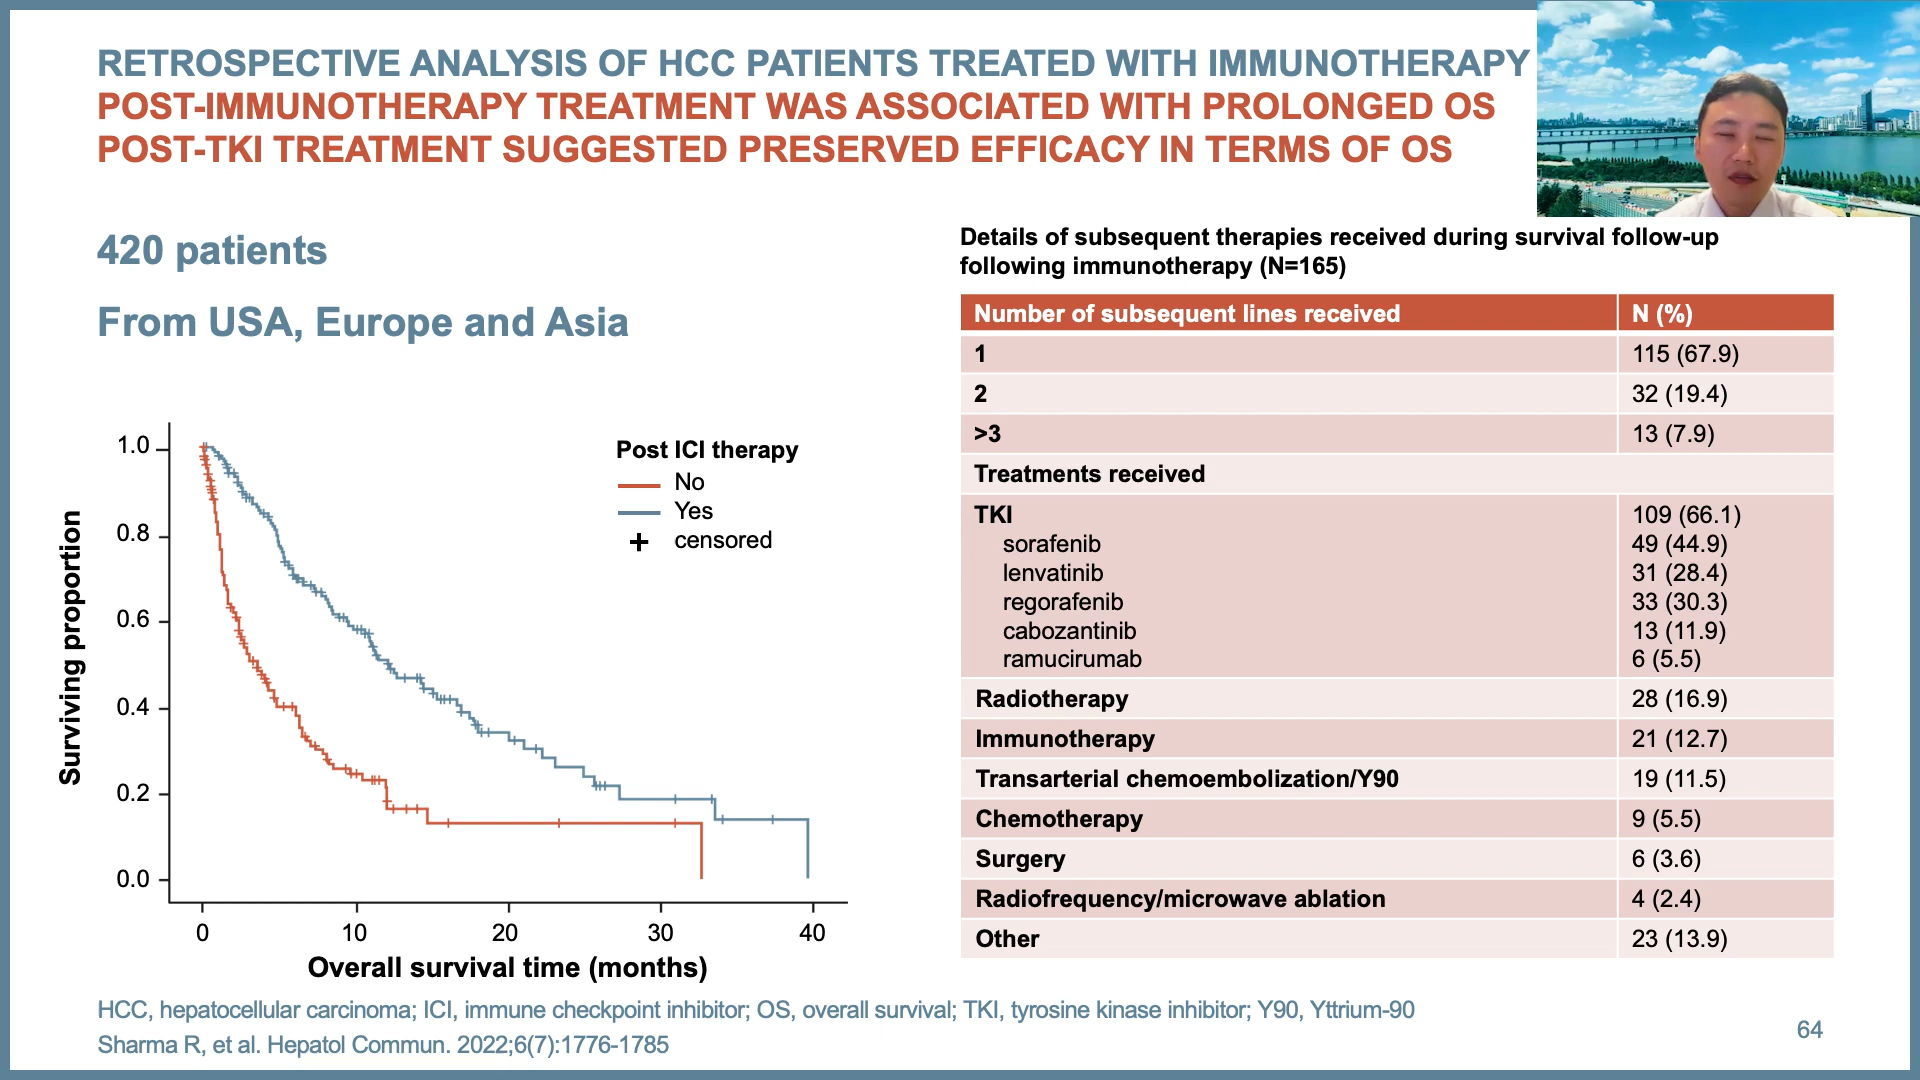 RETROSPECTIVE ANALYSIS OF HCC PATIENTS TREATED WITH IMMUNOTHERAPY
POST-IMMUNOTHERAPY TREATMENT WAS ASSOCIATED WITH PROLONGED OS
POST-TKI TREATMENT SUGGESTED PRESERVED EFFICACY IN TERMS OF OS
420 patients
From USA, Europe and Asia
Surviving proportion
1.0
0.8
0.6
0.4
0.2
0.0
Post ICI therapy
No
Yes
+ censored
0 10 20 30 40
Overall survival time (months)
Details of subsequent therapies received during survival follow-up
following immunotherapy (N=165)
Number of subsequent lines received N (%)
1 115 (67.9)
2 32 (19.4)
>3 13 (7.9)
Treatments received
TKI 109 (66.1)
sorafenib 49 (44.9)
lenvatinib 31 (28.4)
regorafenib 33 (30.3)
cabozantinib 13 (11.9)
ramucirumab 6 (5.5)
Radiotherapy 28 (16.9)
Immunotherapy 21 (12.7)
Transarterial chemoembolization/Y90 19 (11.5)
Chemotherapy 9 (5.5)
Surgery 6 (3.6)
Radiofrequency/microwave ablation 4 (2.4)
Other 23 (13.9)
HCC, hepatocellular carcinoma; ICI, immune checkpoint inhibitor; OS, overall survival; TKI, tyrosine kinase inhibitor; Y90, Yttrium-90
Sharma R, et al. Hepatol Commun. 2022;6(7):1776-1785
64